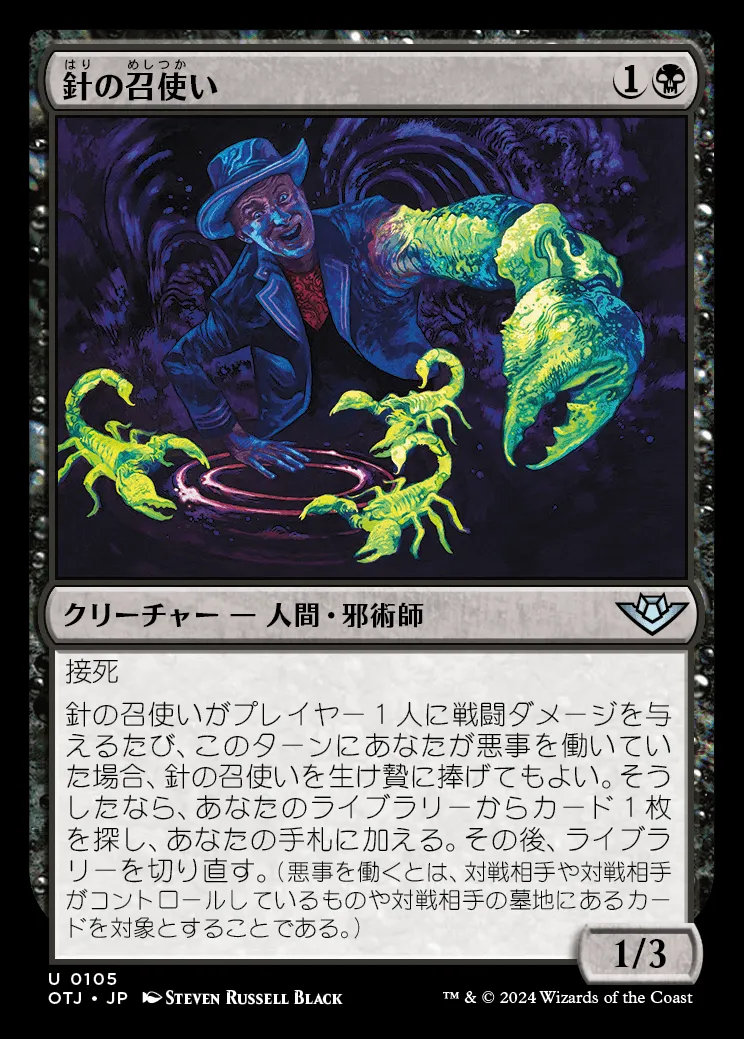 はり めしつか
針の召使い
1
クリーチャー — 人間・邪術師
接死
針の召使いがプレイヤー1人に戦闘ダメージを与
えるたび、このターンにあなたが悪事を働いてい
た場合、針の召使いを生け贄に捧げてもよい。そう
したなら、あなたのライブラリーからカード1枚
を探し、あなたの手札に加える。その後、ライブラ
リーを切り直す。（悪事を働くとは、対戦相手や対戦相手
がコントロールしているものや対戦相手の墓地にあるカー
ドを対象とすることである。）
1/3
U 0105
OTJ • JP Steven Russell Black
™ & © 2024 Wizards of the Coast